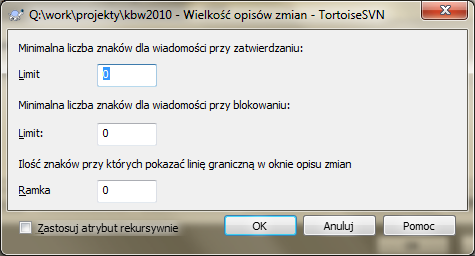 Q:\work\projekty\kbw2010 - Wielkość opisów zmian - TortoiseSVN
Minimalna liczba znaków dla wiadomości przy zatwierdzaniu:
Limit 0
Minimalna liczba znaków dla wiadomości przy blokowaniu:
Limit: 0
Ilość znaków przy których pokazać linię graniczną w oknie opisu zmian
Ramka 0
Zastosuj atrybut rekursywnie OK Anuluj Pomoc